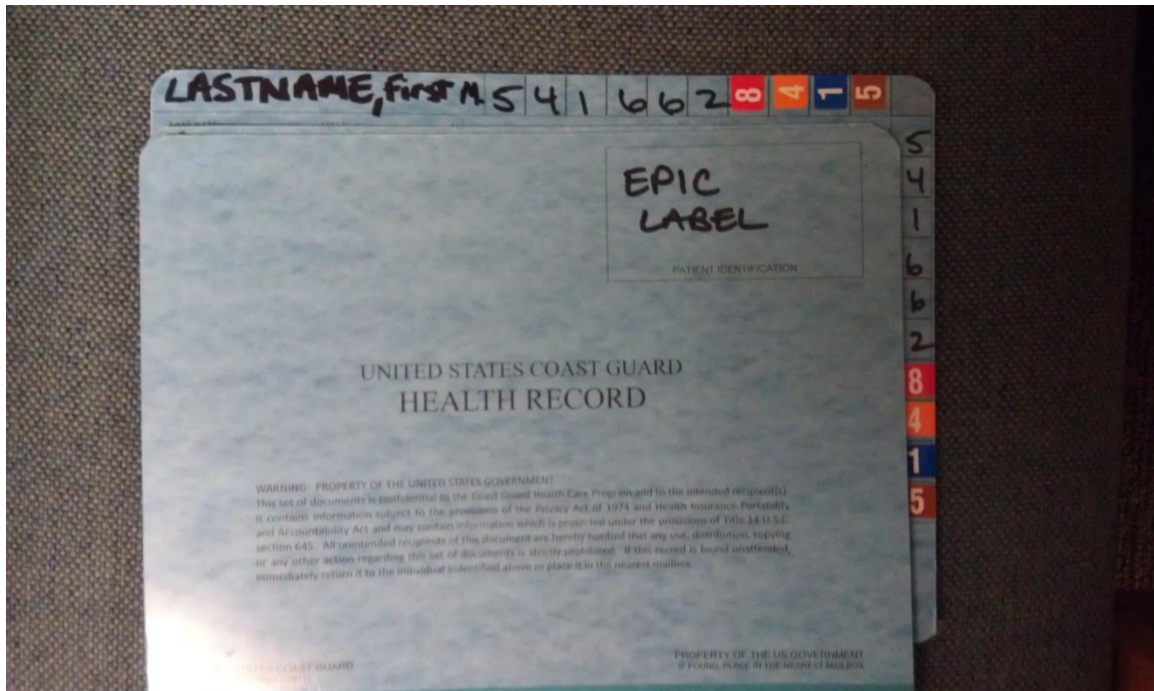 LASTNAME, First M 5 4 1 6 6 2 8 4 1 5
5
4
1
6
6
2
8
4
1
5
EPIC
LABEL
PATIENT IDENTIFICATION
UNITED STATES COAST GUARD
HEALTH RECORD
WARNING: PROPERTY OF THE UNITED STATES GOVERNMENT
This set of documents is confidential to the Coast Guard Health Care Program and to the intended recipient(s).
It contains information subject to the provisions of the Privacy Act of 1974 and Health Insurance Portability
and Accountability Act and may contain information which is protected under the provisions of Title 14 U.S.C.
section 645. All unintended recipients of this document are hereby notified that any use, distribution, copying
or any other action regarding this set of documents is strictly prohibited. If this record is found unattended,
immediately return it to the individual indentified above or place it in the nearest mailbox
COAST GUARD
PROPERTY OF THE US GOVERNMENT
IF FOUND, PLACE IN THE NEAREST MAILBOX